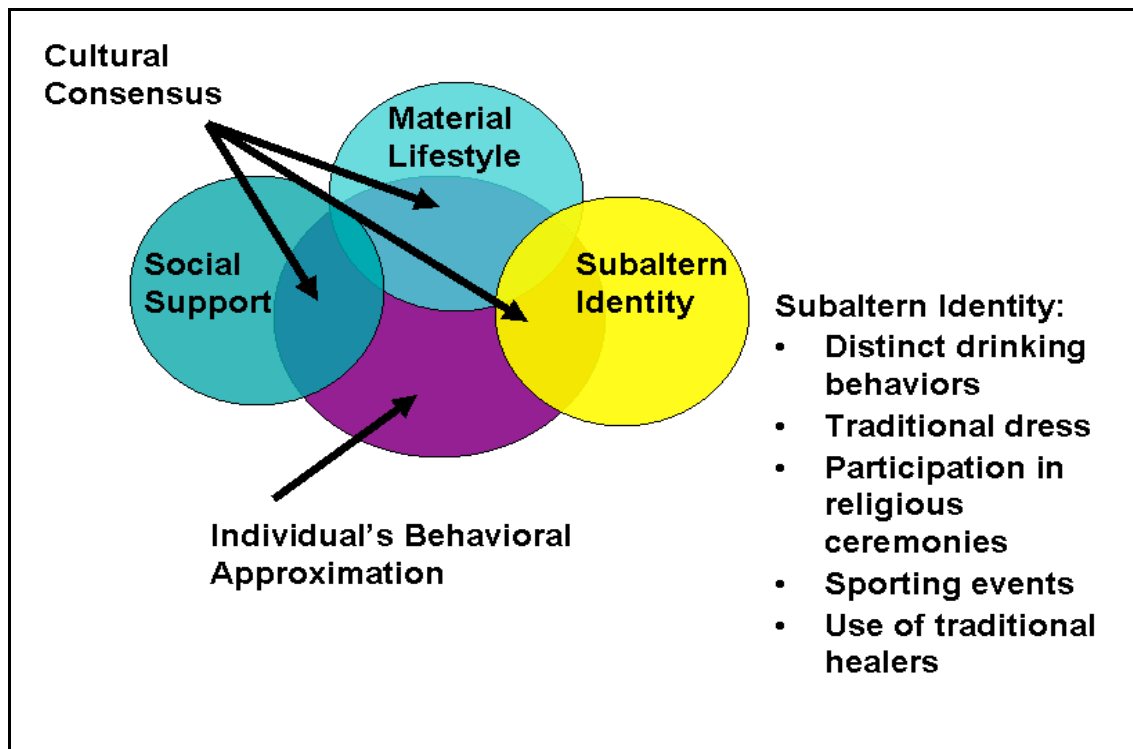 Cultural
Consensus
Material
Lifestyle
Social
Support
Subaltern
Identity
Individual's Behavioral
Approximation
Subaltern Identity:
• Distinct drinking
behaviors
• Traditional dress
• Participation in
religious
ceremonies
• Sporting events
• Use of traditional
healers